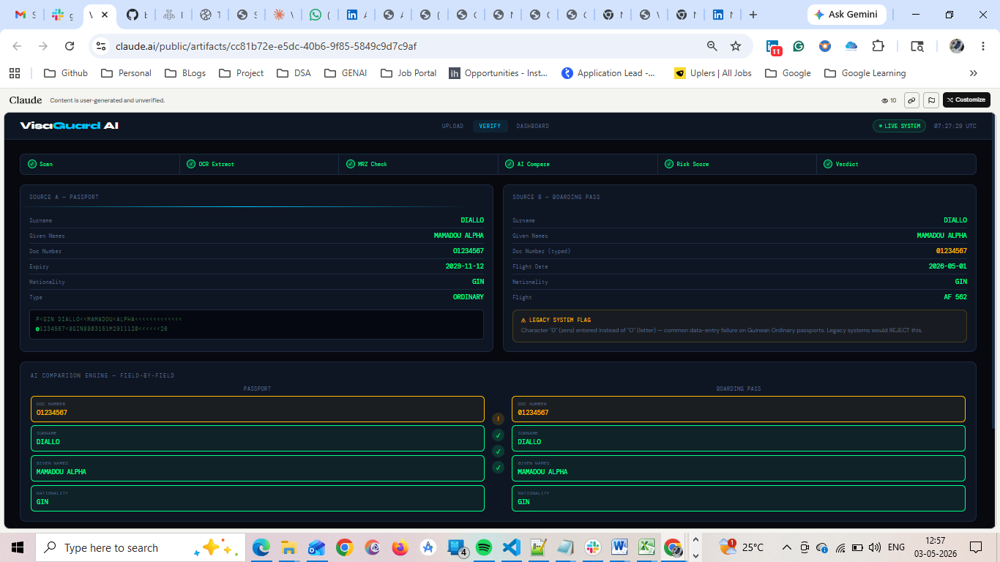 Ask Gemini
claude.ai/public/artifacts/cc81b72e-e5dc-40b6-9f85-5849c9d7c9af
11
Github
Personal
BLogs
Project
DSA
GENAI
Job Portal
Opportunities - Inst...
Application Lead -...
Uplers | All Jobs
Google
Google Learning
Claude
Content is user-generated and unverified.
10
Customize
VisaGuard AI
UPLOAD
VERIFY
DASHBOARD
LIVE SYSTEM
07:27:29 UTC
Scan
OCR Extract
MRZ Check
AI Compare
Risk Score
Verdict
SOURCE A — PASSPORT
Surname DIALLO
Given Names MAMADOU ALPHA
Doc Number O1234567
Expiry 2029-11-12
Nationality GIN
Type ORDINARY
P<GIN DIALLO<<MAMADOU<ALPHA<<<<<<<<<<<<<
SOURCE B — BOARDING PASS
Surname DIALLO
Given Names MAMADOU ALPHA
Doc Number (typed) 01234567
Flight Date 2026-05-01
Nationality GIN
Flight AF 562
⚠ LEGACY SYSTEM FLAG
Character "0" (zero) entered instead of "O" (letter) — common data-entry failure on Guinean Ordinary passports. Legacy systems would REJECT this.
AI COMPARISON ENGINE — FIELD-BY-FIELD
PASSPORT
BOARDING PASS
DOC NUMBER
O1234567
DOC NUMBER
01234567
!
SURNAME
DIALLO
SURNAME
DIALLO
GIVEN NAMES
MAMADOU ALPHA
GIVEN NAMES
MAMADOU ALPHA
NATIONALITY
GIN
NATIONALITY
GIN
Type here to search
4
1
25°C
ENG
12:57
03-05-2026